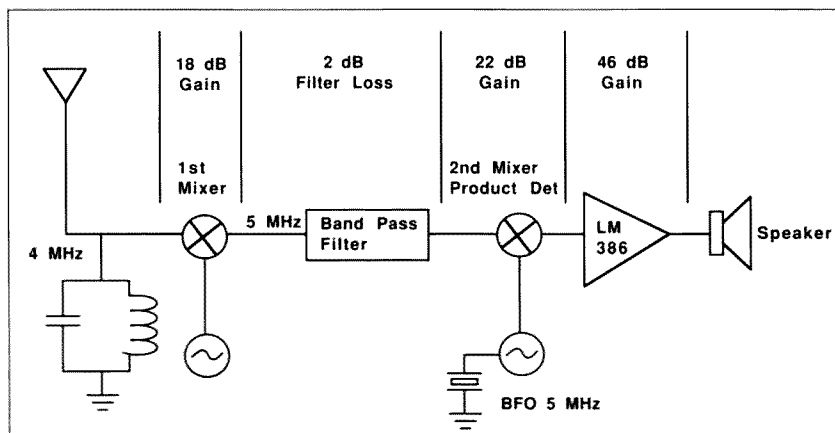 18 dB
Gain
2 dB
Filter Loss
22 dB
Gain
46 dB
Gain
1st
Mixer
2nd Mixer
Product Det
4 MHz
5 MHz
Band Pass
Filter
LM
386
Speaker
BFO 5 MHz